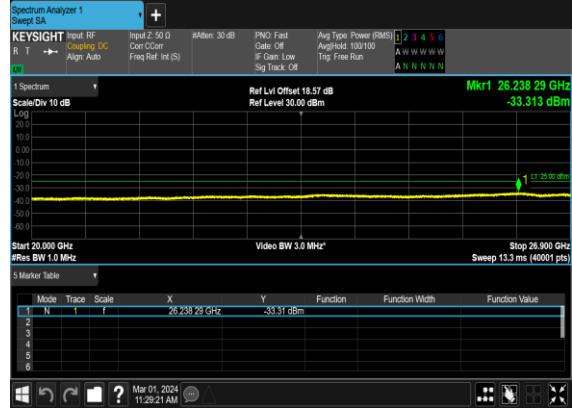 Spectrum Analyzer 1
Swept SA
+
KEYSIGHT Input: RF Input Z: 50 Ω #Atten: 30 dB PNO: Fast Avg Type: Power (RMS) 1 2 3 4 5 6
R T Coupling: DC Corr CCorr Gate: Off Avg|Hold: 100/100 A W W W W W
Align: Auto Freq Ref: Int (S) IF Gain: Low Trig: Free Run
Sig Track: Off A N N N N N
1 Spectrum Ref Lvl Offset 18.57 dB Mkr1 26.238 29 GHz
Scale/Div 10 dB Ref Level 30.00 dBm -33.313 dBm
Log
20.0
10.0
0.00
-10.0
-20.0
1 L1 -25.00 dBm
-30.0
-40.0
-50.0
-60.0
Start 20.000 GHz Video BW 3.0 MHz* Stop 26.900 GHz
#Res BW 1.0 MHz Sweep 13.3 ms (40001 pts)
5 Marker Table
Mode Trace Scale X Y Function Function Width Function Value
1 N 1 f 26.238 29 GHz -33.31 dBm
2
3
4
5
6
? Mar 01, 2024
11:29:21 AM